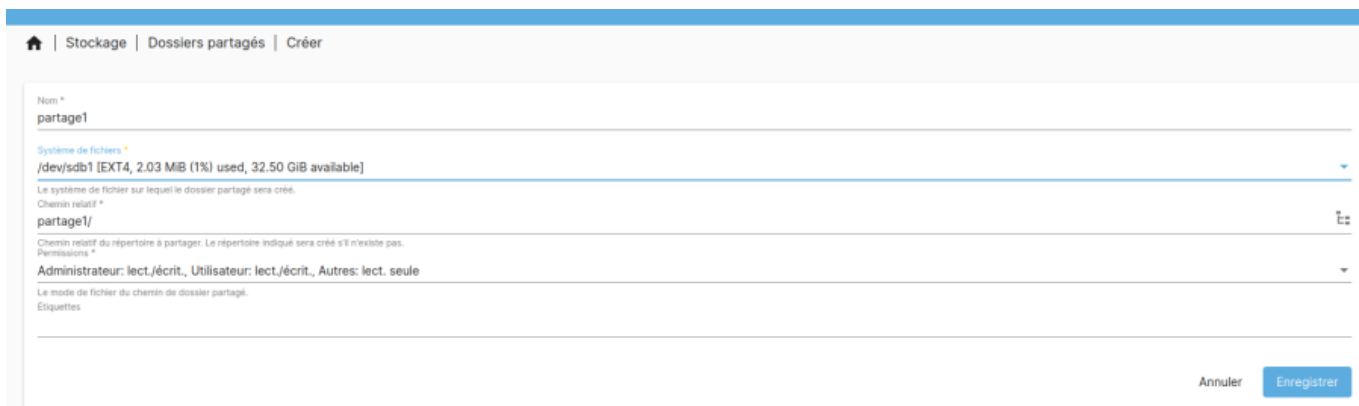 Stockage | Dossiers partagés | Créer
Nom *
partage1
Système de fichiers *
/dev/sdb1 [EXT4, 2.03 MiB (1%) used, 32.50 GiB available]
Le système de fichier sur lequel le dossier partagé sera créé.
Chemin relatif *
partage1/
Chemin relatif du répertoire à partager. Le répertoire indiqué sera créé s'il n'existe pas.
Permissions *
Administrateur: lect./écrit., Utilisateur: lect./écrit., Autres: lect. seule
Le mode de fichier du chemin de dossier partagé.
Étiquettes
Annuler Enregistrer